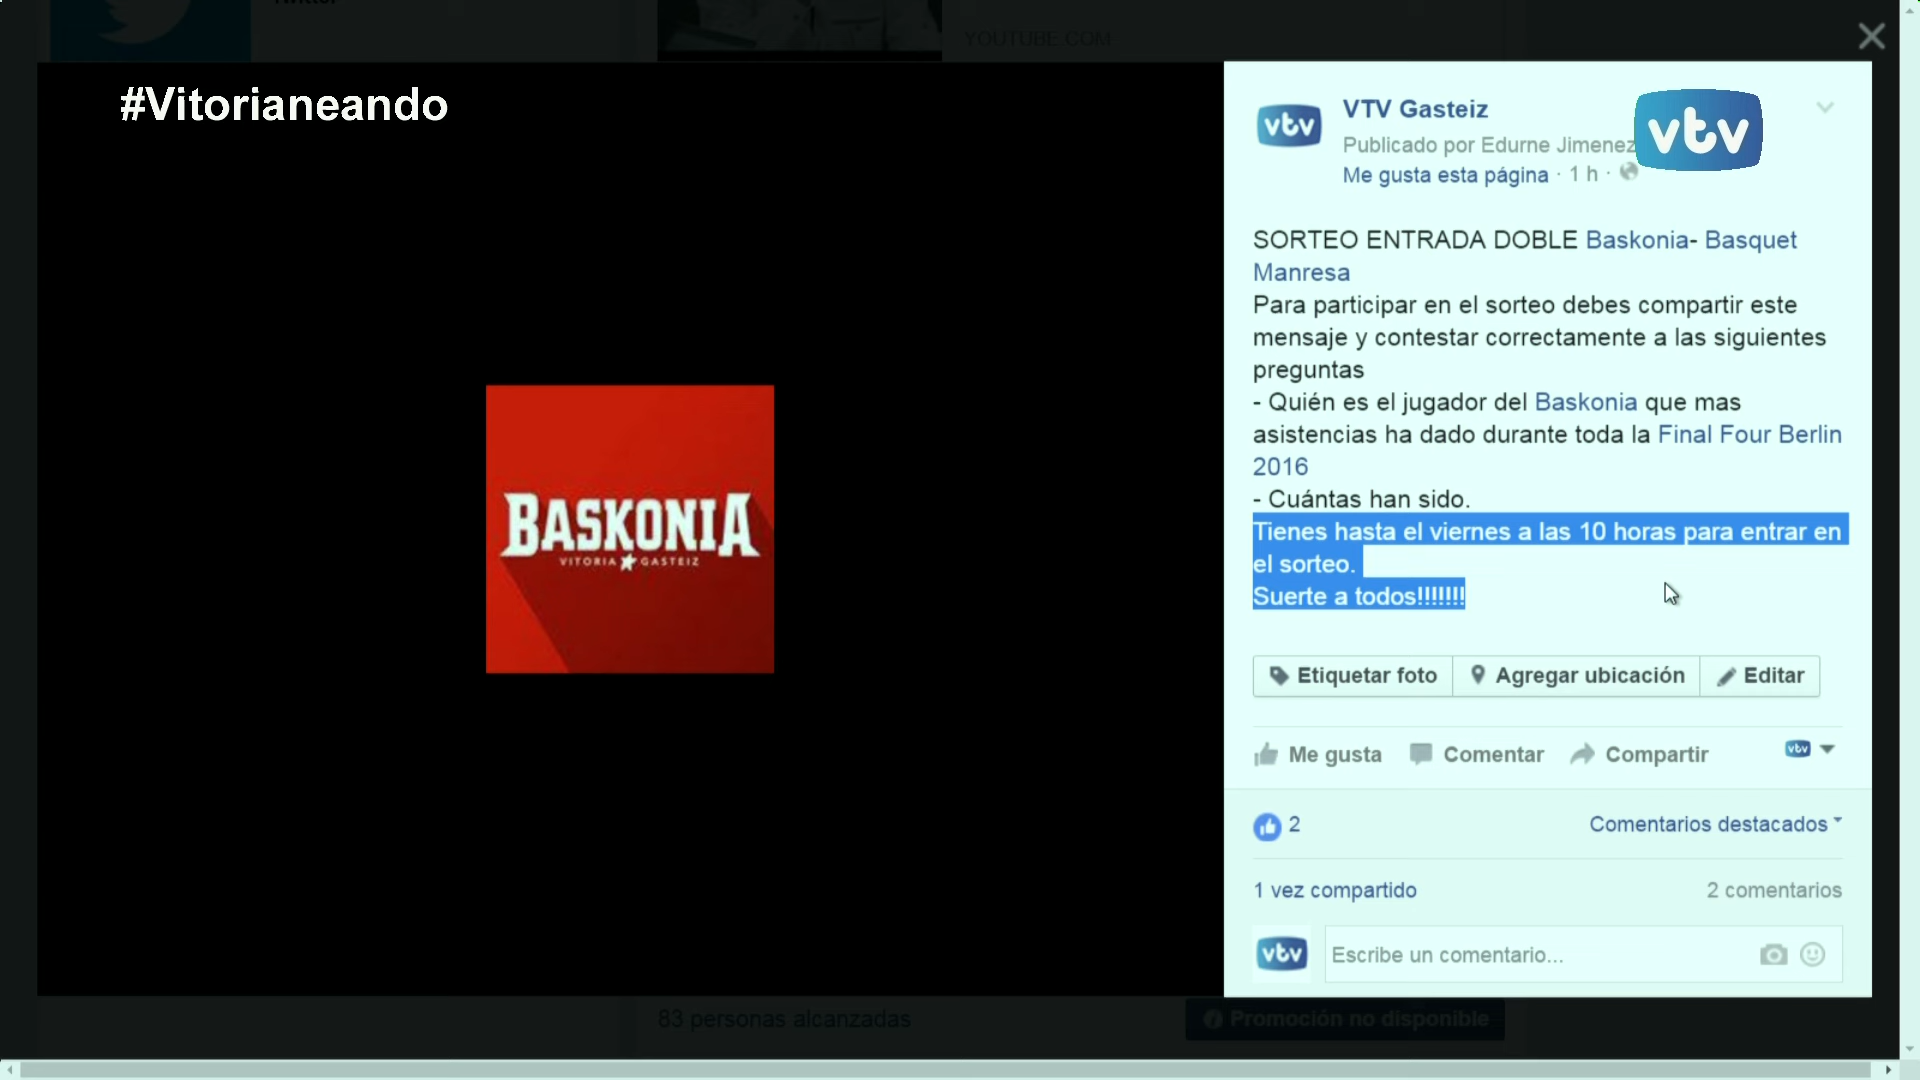 YOUTUBE.COM
#Vitorianeando
BASKONIA
VITORIA GASTEIZ
vtv
VTV Gasteiz
Publicado por Edurne Jimenez
Me gusta esta página · 1 h ·
vtv
SORTEO ENTRADA DOBLE Baskonia- Basquet
Manresa
Para participar en el sorteo debes compartir este
mensaje y contestar correctamente a las siguientes
preguntas
- Quién es el jugador del Baskonia que mas
asistencias ha dado durante toda la Final Four Berlin
2016
- Cuántas han sido.
Tienes hasta el viernes a las 10 horas para entrar en
el sorteo.
Suerte a todos!!!!!!!
Etiquetar foto Agregar ubicación Editar
Me gusta Comentar Compartir vtv
2 Comentarios destacados
1 vez compartido 2 comentarios
vtv Escribe un comentario...
83 personas alcanzadas Promoción no disponible